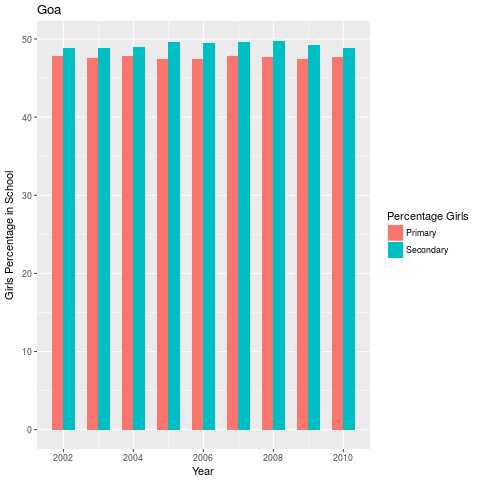 Goa
Girls Percentage in School
50
40
30
20
10
0
2002
2004
2006
2008
2010
Year
Percentage Girls
Primary
Secondary